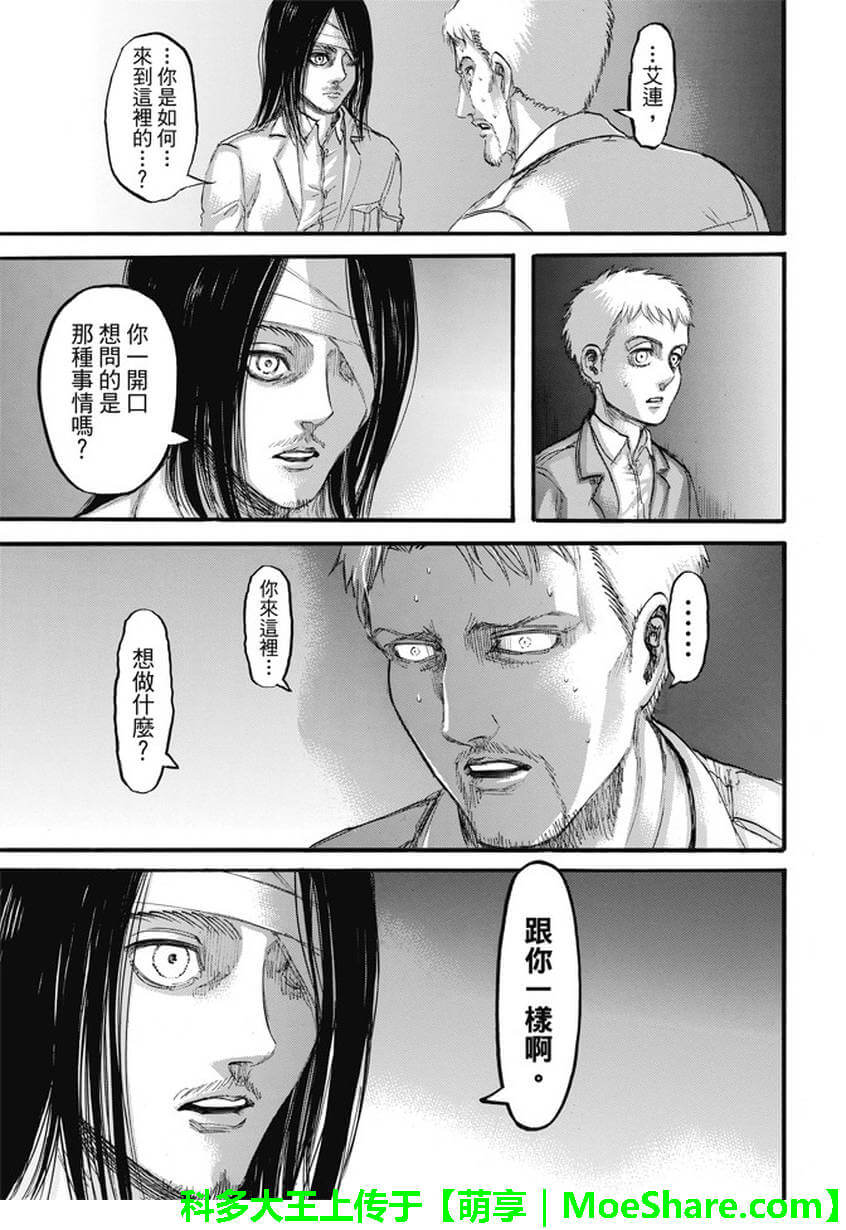 …艾連，
…你是如何…
來到這裡的…？
你一開口
想問的是
那種事情嗎？
……
你來這裡…
想做什麼？
跟你一樣啊。
科多大王上传于【萌享｜MoeShare.com】